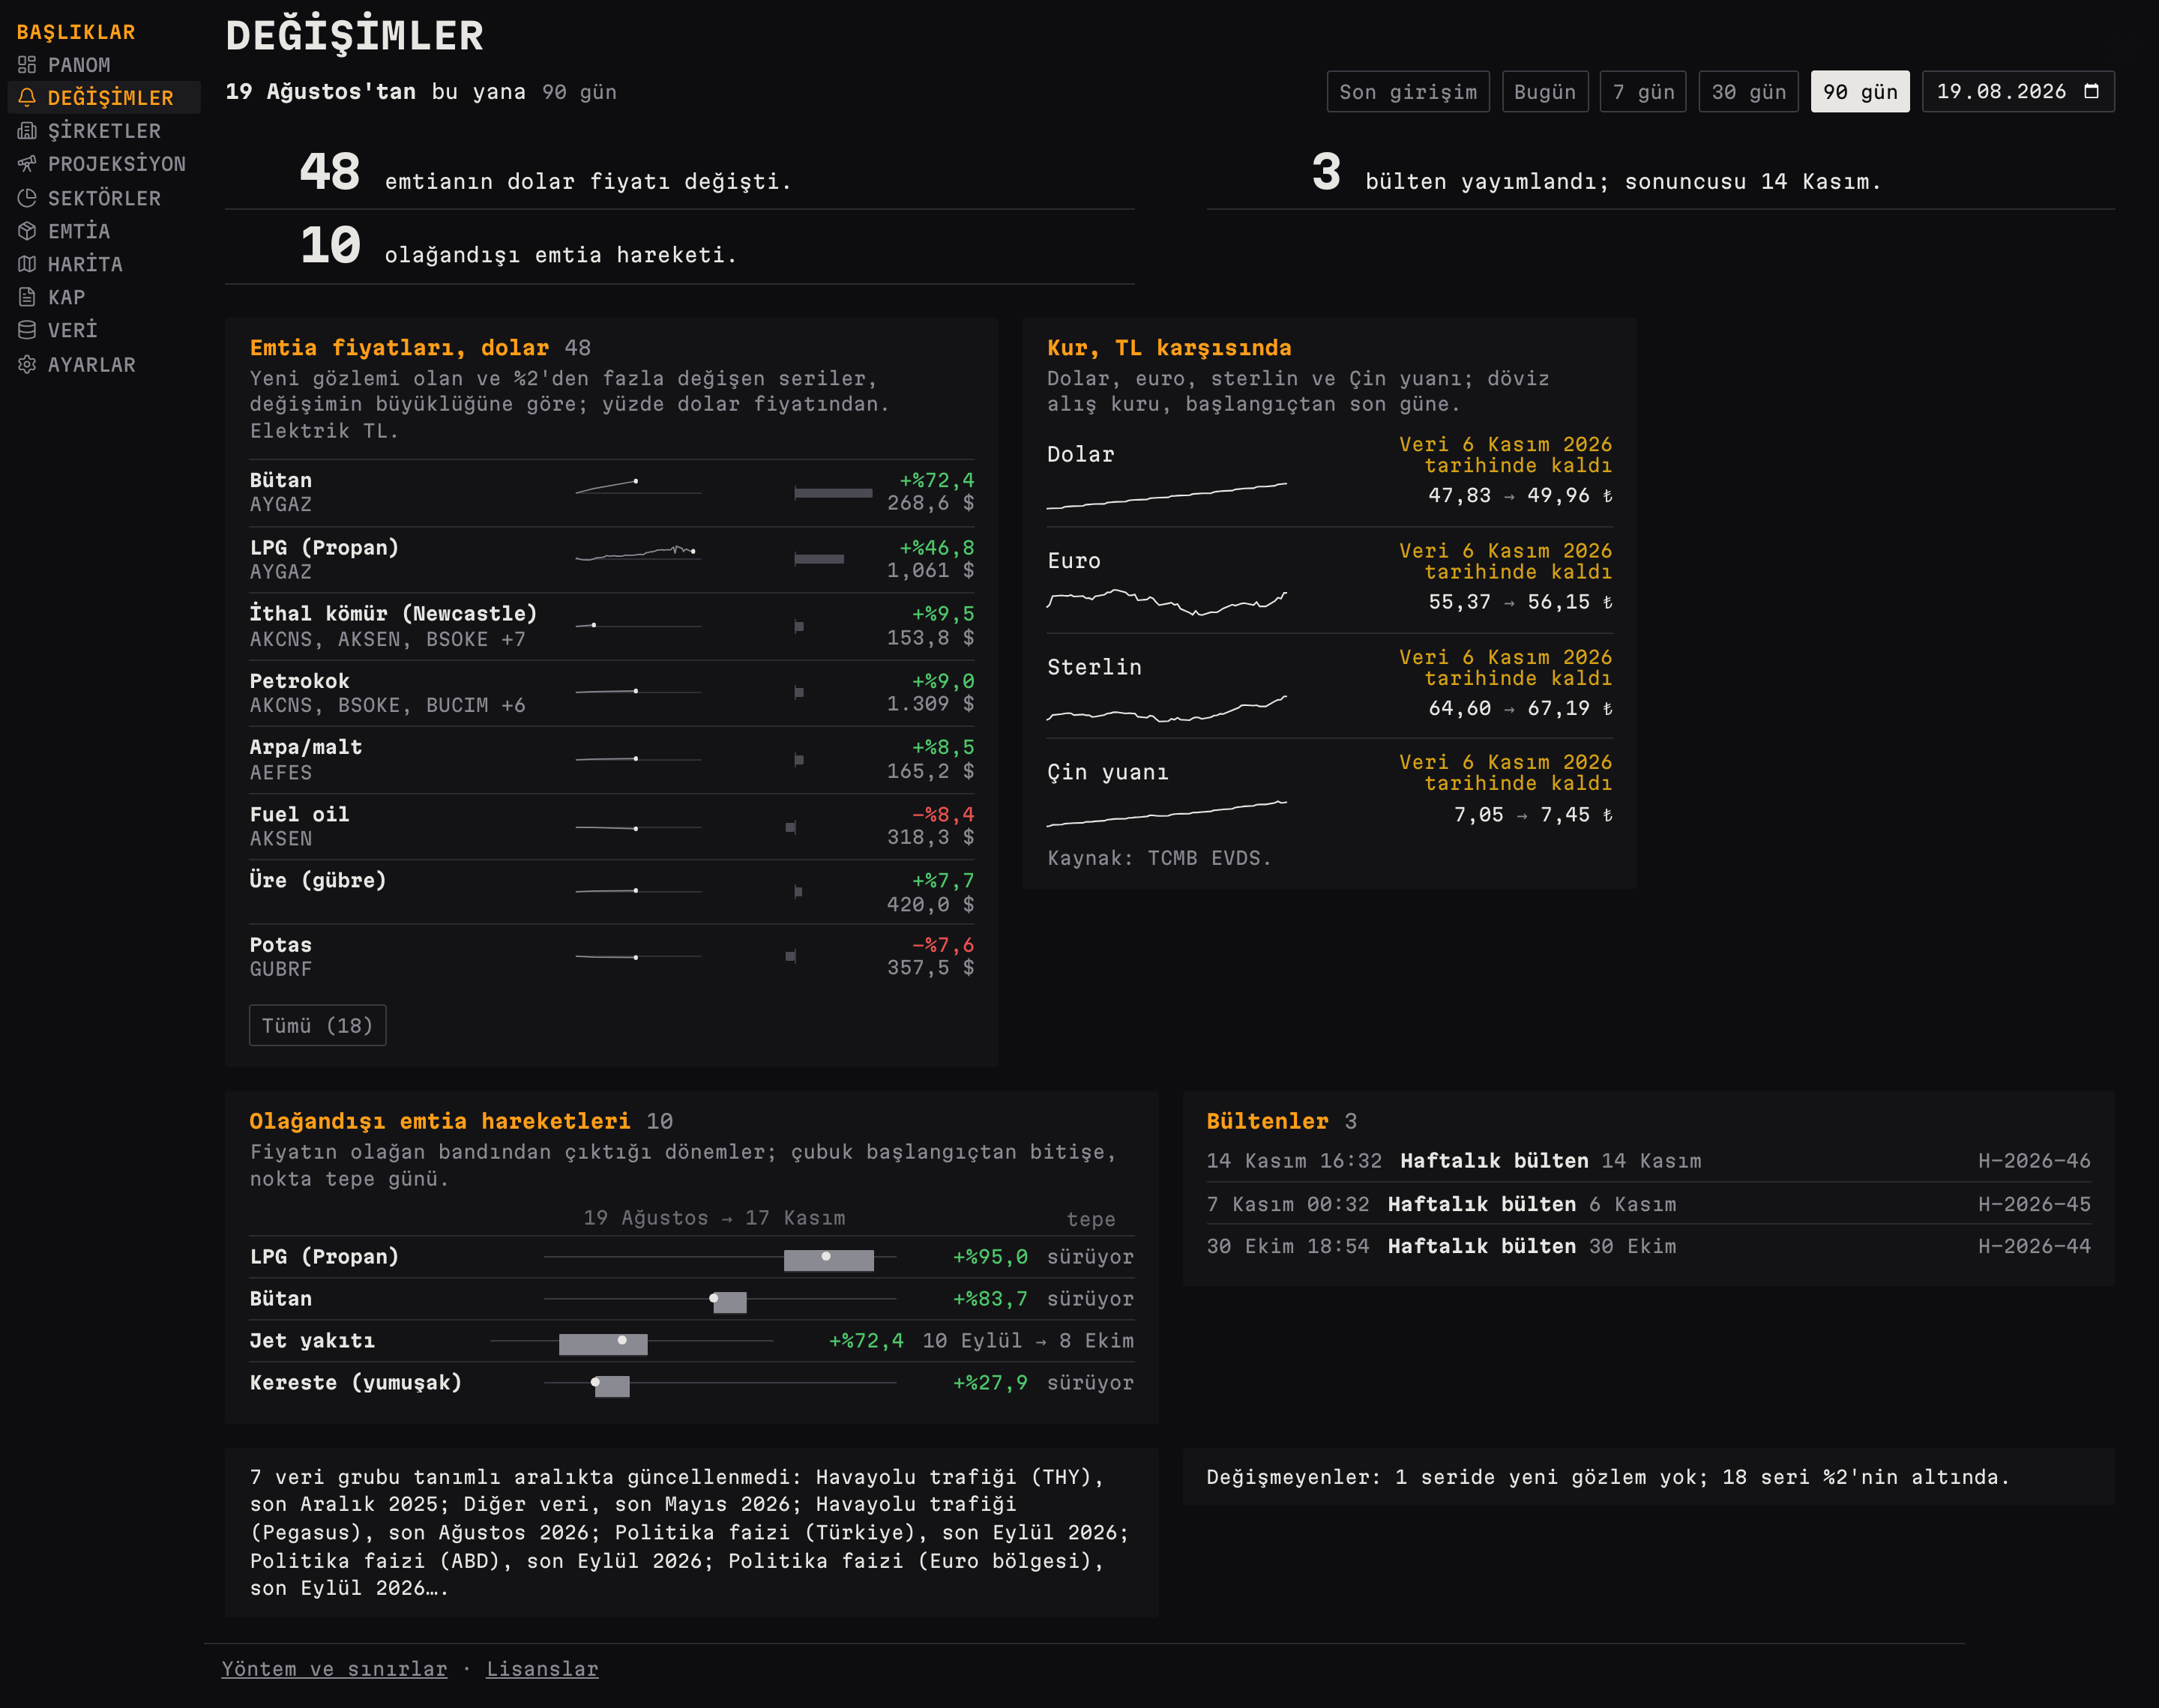 BAŞLIKLAR
PANOM
DEĞİŞİMLER
ŞİRKETLER
PROJEKSİYON
SEKTÖRLER
EMTİA
HARİTA
KAP
VERİ
AYARLAR
DEĞİŞİMLER
19 Ağustos'tan bu yana 90 gün
Son girişim
Bugün
7 gün
30 gün
90 gün
19.08.2026
48 emtianın dolar fiyatı değişti.
3 bülten yayımlandı; sonuncusu 14 Kasım.
10 olağandışı emtia hareketi.
Emtia fiyatları, dolar 48
Yeni gözlemi olan ve %2'den fazla değişen seriler,
değişimin büyüklüğüne göre; yüzde dolar fiyatından.
Elektrik TL.
Bütan +%72,4
AYGAZ 268,6 $
LPG (Propan) +%46,8
AYGAZ 1,061 $
İthal kömür (Newcastle) +%9,5
AKCNS, AKSEN, BSOKE +7 153,8 $
Petrokok +%9,0
AKCNS, BSOKE, BUCIM +6 1.309 $
Arpa/malt +%8,5
AEFES 165,2 $
Fuel oil −%8,4
AKSEN 318,3 $
Üre (gübre) +%7,7
420,0 $
Potas −%7,6
GUBRF 357,5 $
Tümü (18)
Kur, TL karşısında
Dolar, euro, sterlin ve Çin yuanı; döviz
alış kuru, başlangıçtan son güne.
Dolar
Veri 6 Kasım 2026
tarihinde kaldı
47,83 → 49,96 ₺
Euro
Veri 6 Kasım 2026
tarihinde kaldı
55,37 → 56,15 ₺
Sterlin
Veri 6 Kasım 2026
tarihinde kaldı
64,60 → 67,19 ₺
Çin yuanı
Veri 6 Kasım 2026
tarihinde kaldı
7,05 → 7,45 ₺
Kaynak: TCMB EVDS.
Olağandışı emtia hareketleri 10
Fiyatın olağan bandından çıktığı dönemler; çubuk başlangıçtan bitişe,
nokta tepe günü.
19 Ağustos → 17 Kasım tepe
LPG (Propan) +%95,0 sürüyor
Bütan +%83,7 sürüyor
Jet yakıtı +%72,4 10 Eylül → 8 Ekim
Kereste (yumuşak) +%27,9 sürüyor
Bültenler 3
14 Kasım 16:32 Haftalık bülten 14 Kasım H-2026-46
7 Kasım 00:32 Haftalık bülten 6 Kasım H-2026-45
30 Ekim 18:54 Haftalık bülten 30 Ekim H-2026-44
7 veri grubu tanımlı aralıkta güncellenmedi: Havayolu trafiği (THY),
son Aralık 2025; Diğer veri, son Mayıs 2026; Havayolu trafiği
(Pegasus), son Ağustos 2026; Politika faizi (Türkiye), son Eylül 2026;
Politika faizi (ABD), son Eylül 2026; Politika faizi (Euro bölgesi),
son Eylül 2026….
Değişmeyenler: 1 seride yeni gözlem yok; 18 seri %2'nin altında.
Yöntem ve sınırlar · Lisanslar